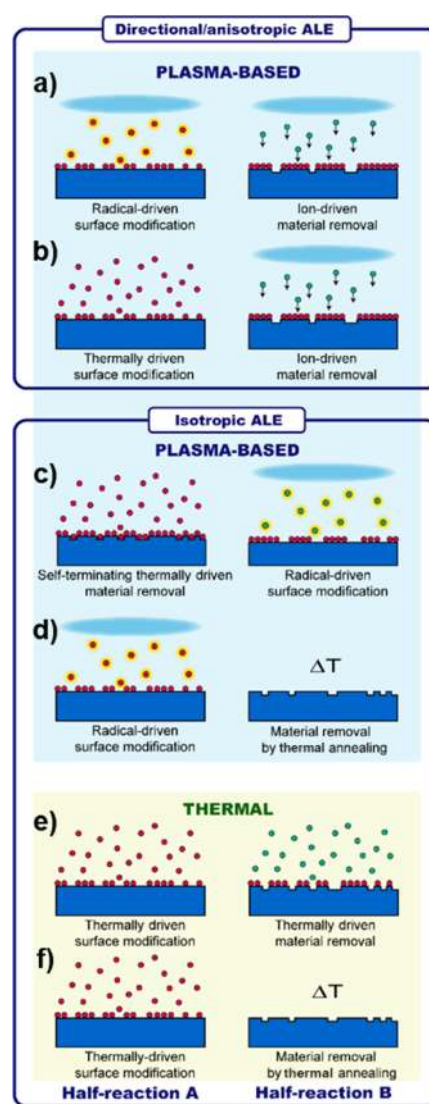 Directional/anisotropic ALE
PLASMA-BASED
a)
Radical-driven
surface modification
Ion-driven
material removal
b)
Thermally driven
surface modification
Ion-driven
material removal
Isotropic ALE
PLASMA-BASED
c)
Self-terminating thermally driven
material removal
Radical-driven
surface modification
d)
ΔT
Radical-driven
surface modification
Material removal
by thermal annealing
THERMAL
e)
Thermally driven
surface modification
Thermally driven
material removal
f)
ΔT
Thermally-driven
surface modification
Material removal
by thermal annealing
Half-reaction A
Half-reaction B